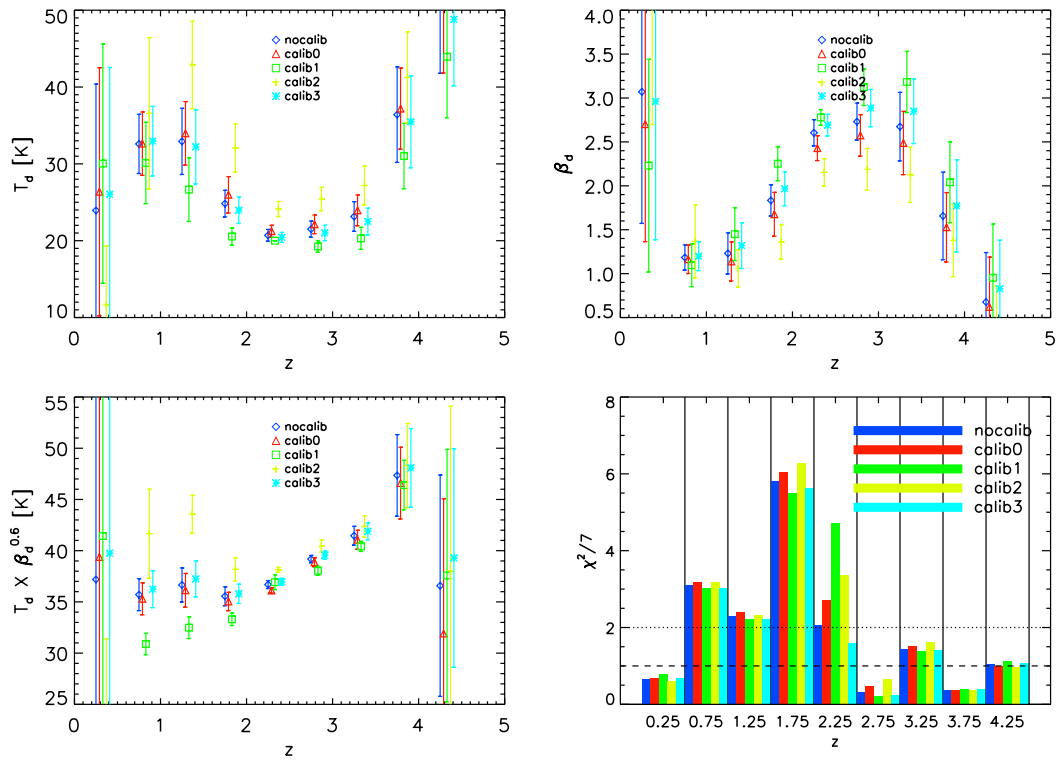 50
40
30
20
10
T_d [K]
nocalib
calib0
calib1
calib2
calib3
0 1 2 3 4 5
z
4.0
3.5
3.0
2.5
2.0
1.5
1.0
0.5
β_d
nocalib
calib0
calib1
calib2
calib3
0 1 2 3 4 5
z
55
50
45
40
35
30
25
T_d X β_d^0.6 [K]
nocalib
calib0
calib1
calib2
calib3
0 1 2 3 4 5
z
8
6
4
2
0
χ²/7
nocalib
calib0
calib1
calib2
calib3
0.25 0.75 1.25 1.75 2.25 2.75 3.25 3.75 4.25
z